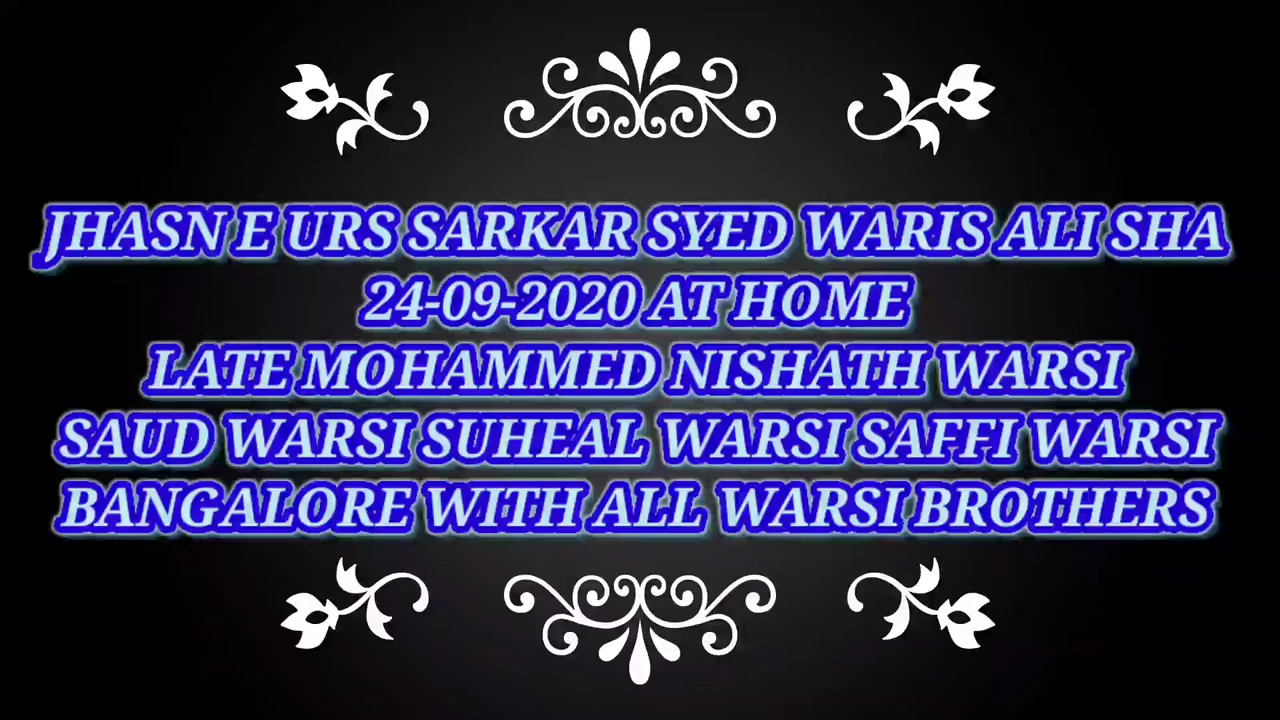 JHASN E URS SARKAR SYED WARIS ALI SHA
24-09-2020 AT HOME
LATE MOHAMMED NISHATH WARSI
SAUD WARSI SUHEAL WARSI SAFFI WARSI
BANGALORE WITH ALL WARSI BROTHERS